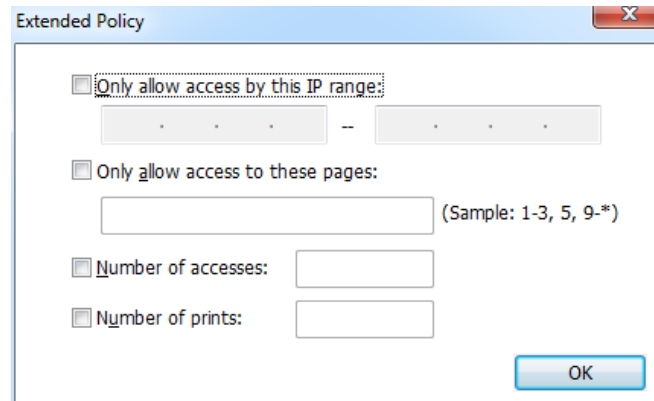 Extended Policy
Only allow access by this IP range:
. . . -- . . .
Only allow access to these pages:
(Sample: 1-3, 5, 9-*)
Number of accesses:
Number of prints:
OK